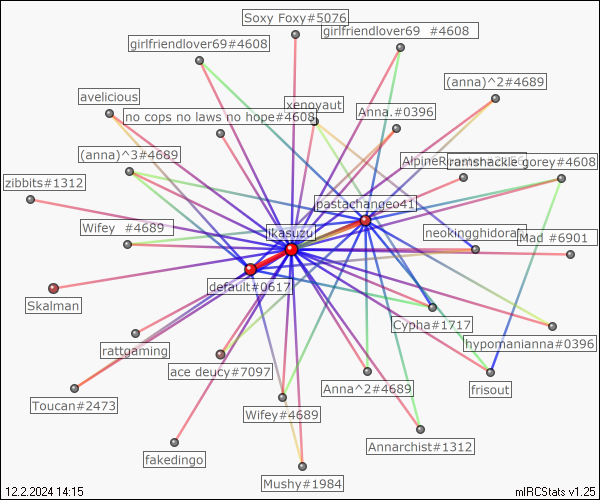 Soxy Foxy#5076
girlfriendlover69 #4608
girlfriendlover69#4608
(anna)^2#4689
avelicious
xenoyaut
Anna.#0396
no cops no laws no hope#4608
(anna)^3#4689
ramshackle gorey#4608
zibbits#1312
pastachangeo41
Wifey #4689
jkasuzu
neokingghidorah
Mad #6901
default#0617
Skalman
Cypha#1717
rattgaming
hypomanianna#0396
ace deucy#7097
Anna^2#4689
frisout
Toucan#2473
Wifey#4689
Annarchist#1312
fakedingo
Mushy#1984
12.2.2024 14:15
mIRCStats v1.25